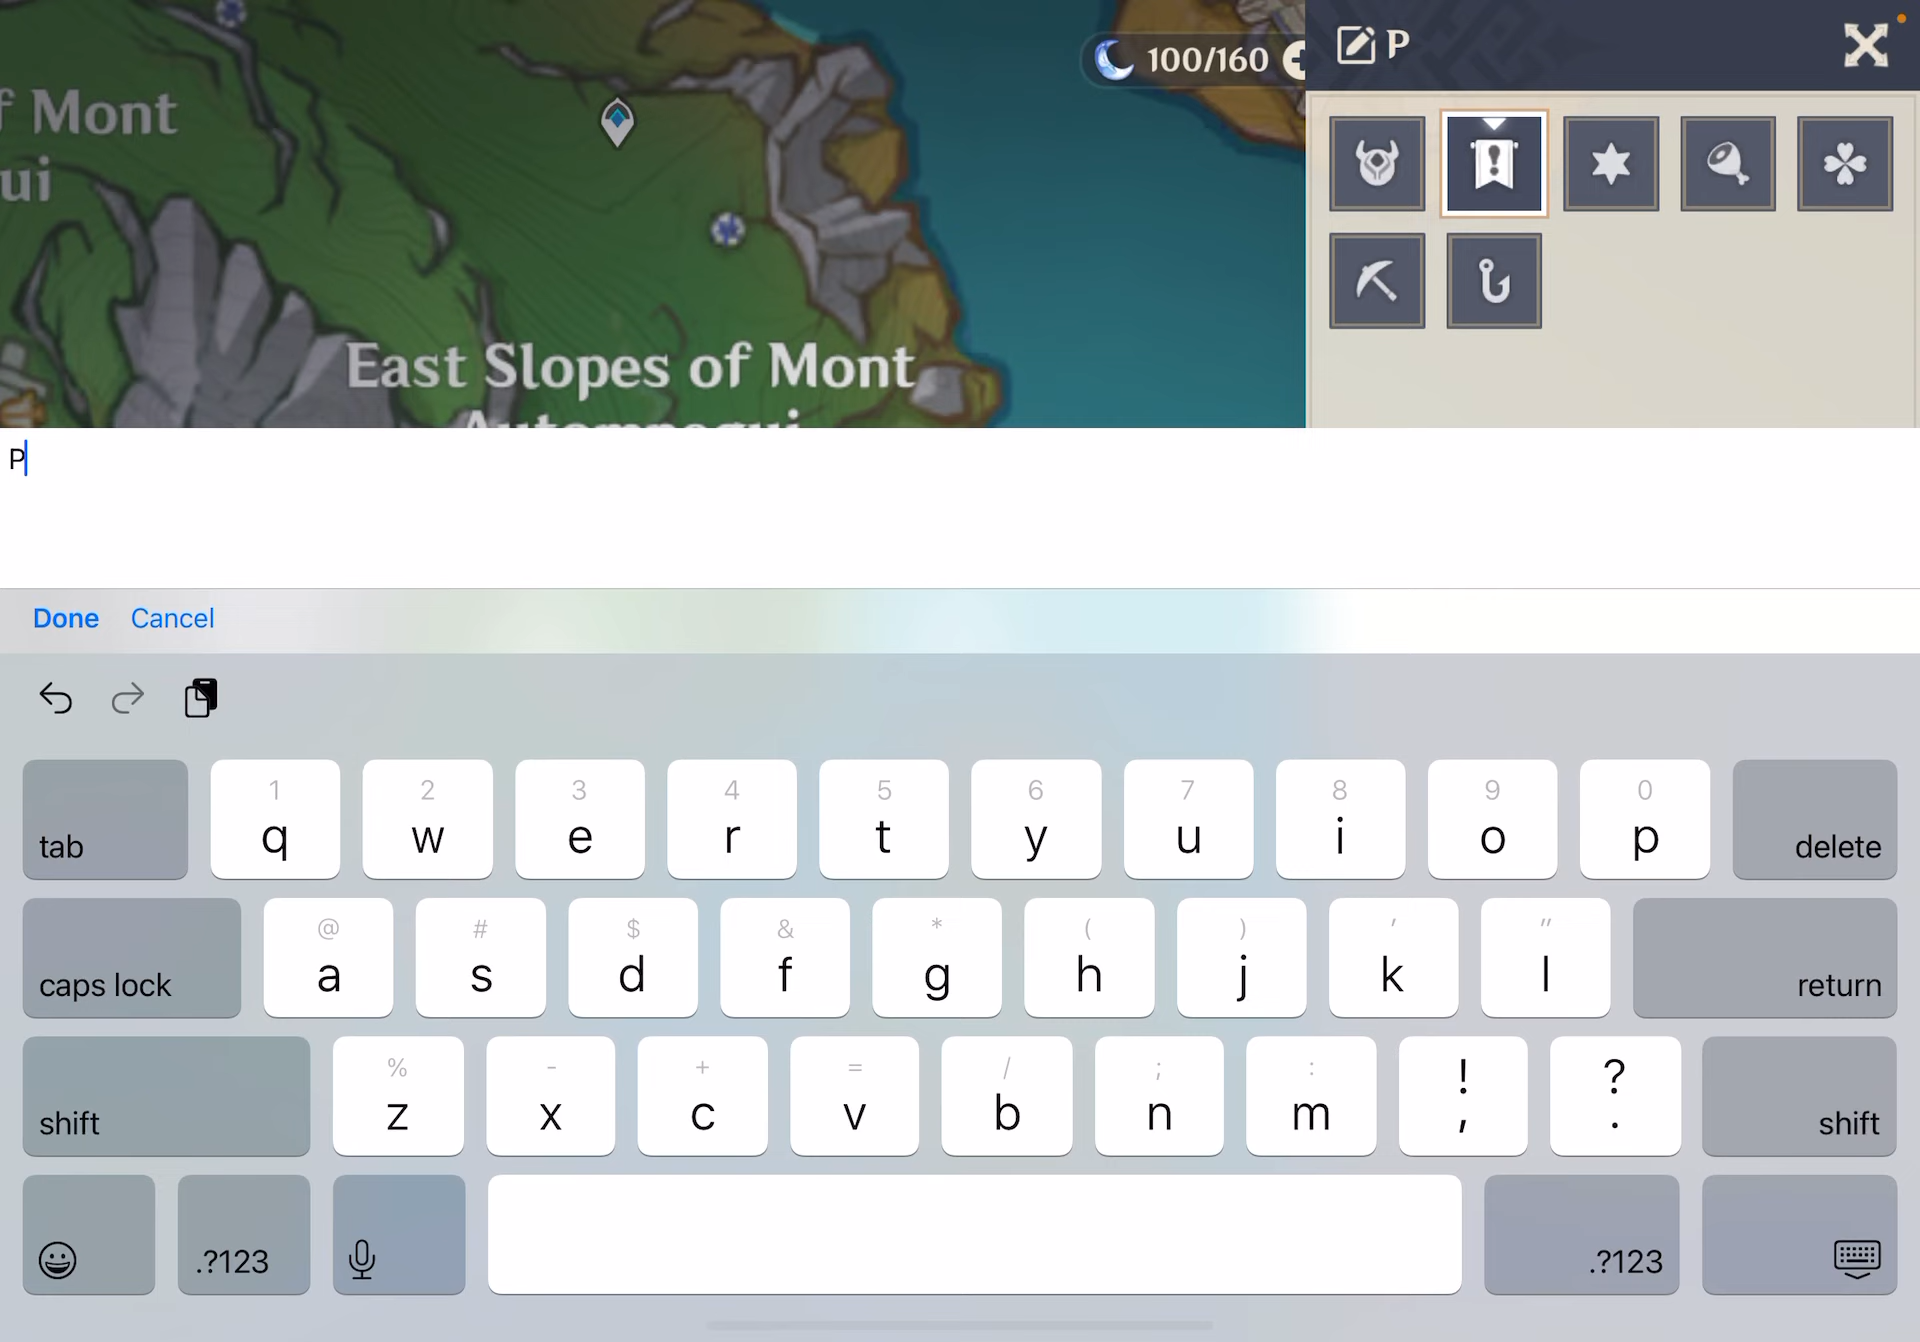 f Mont
ui
100/160
P
East Slopes of Mont
Automnequi
P
Done Cancel
tab 1 q 2 w 3 e 4 r 5 t 6 y 7 u 8 i 9 o 0 p delete
caps lock @ a # s $ d & f * g ( h ) j ' k " l return
shift % z - x + c = v / b ; n : m ! , ? . shift
.?123 .?123